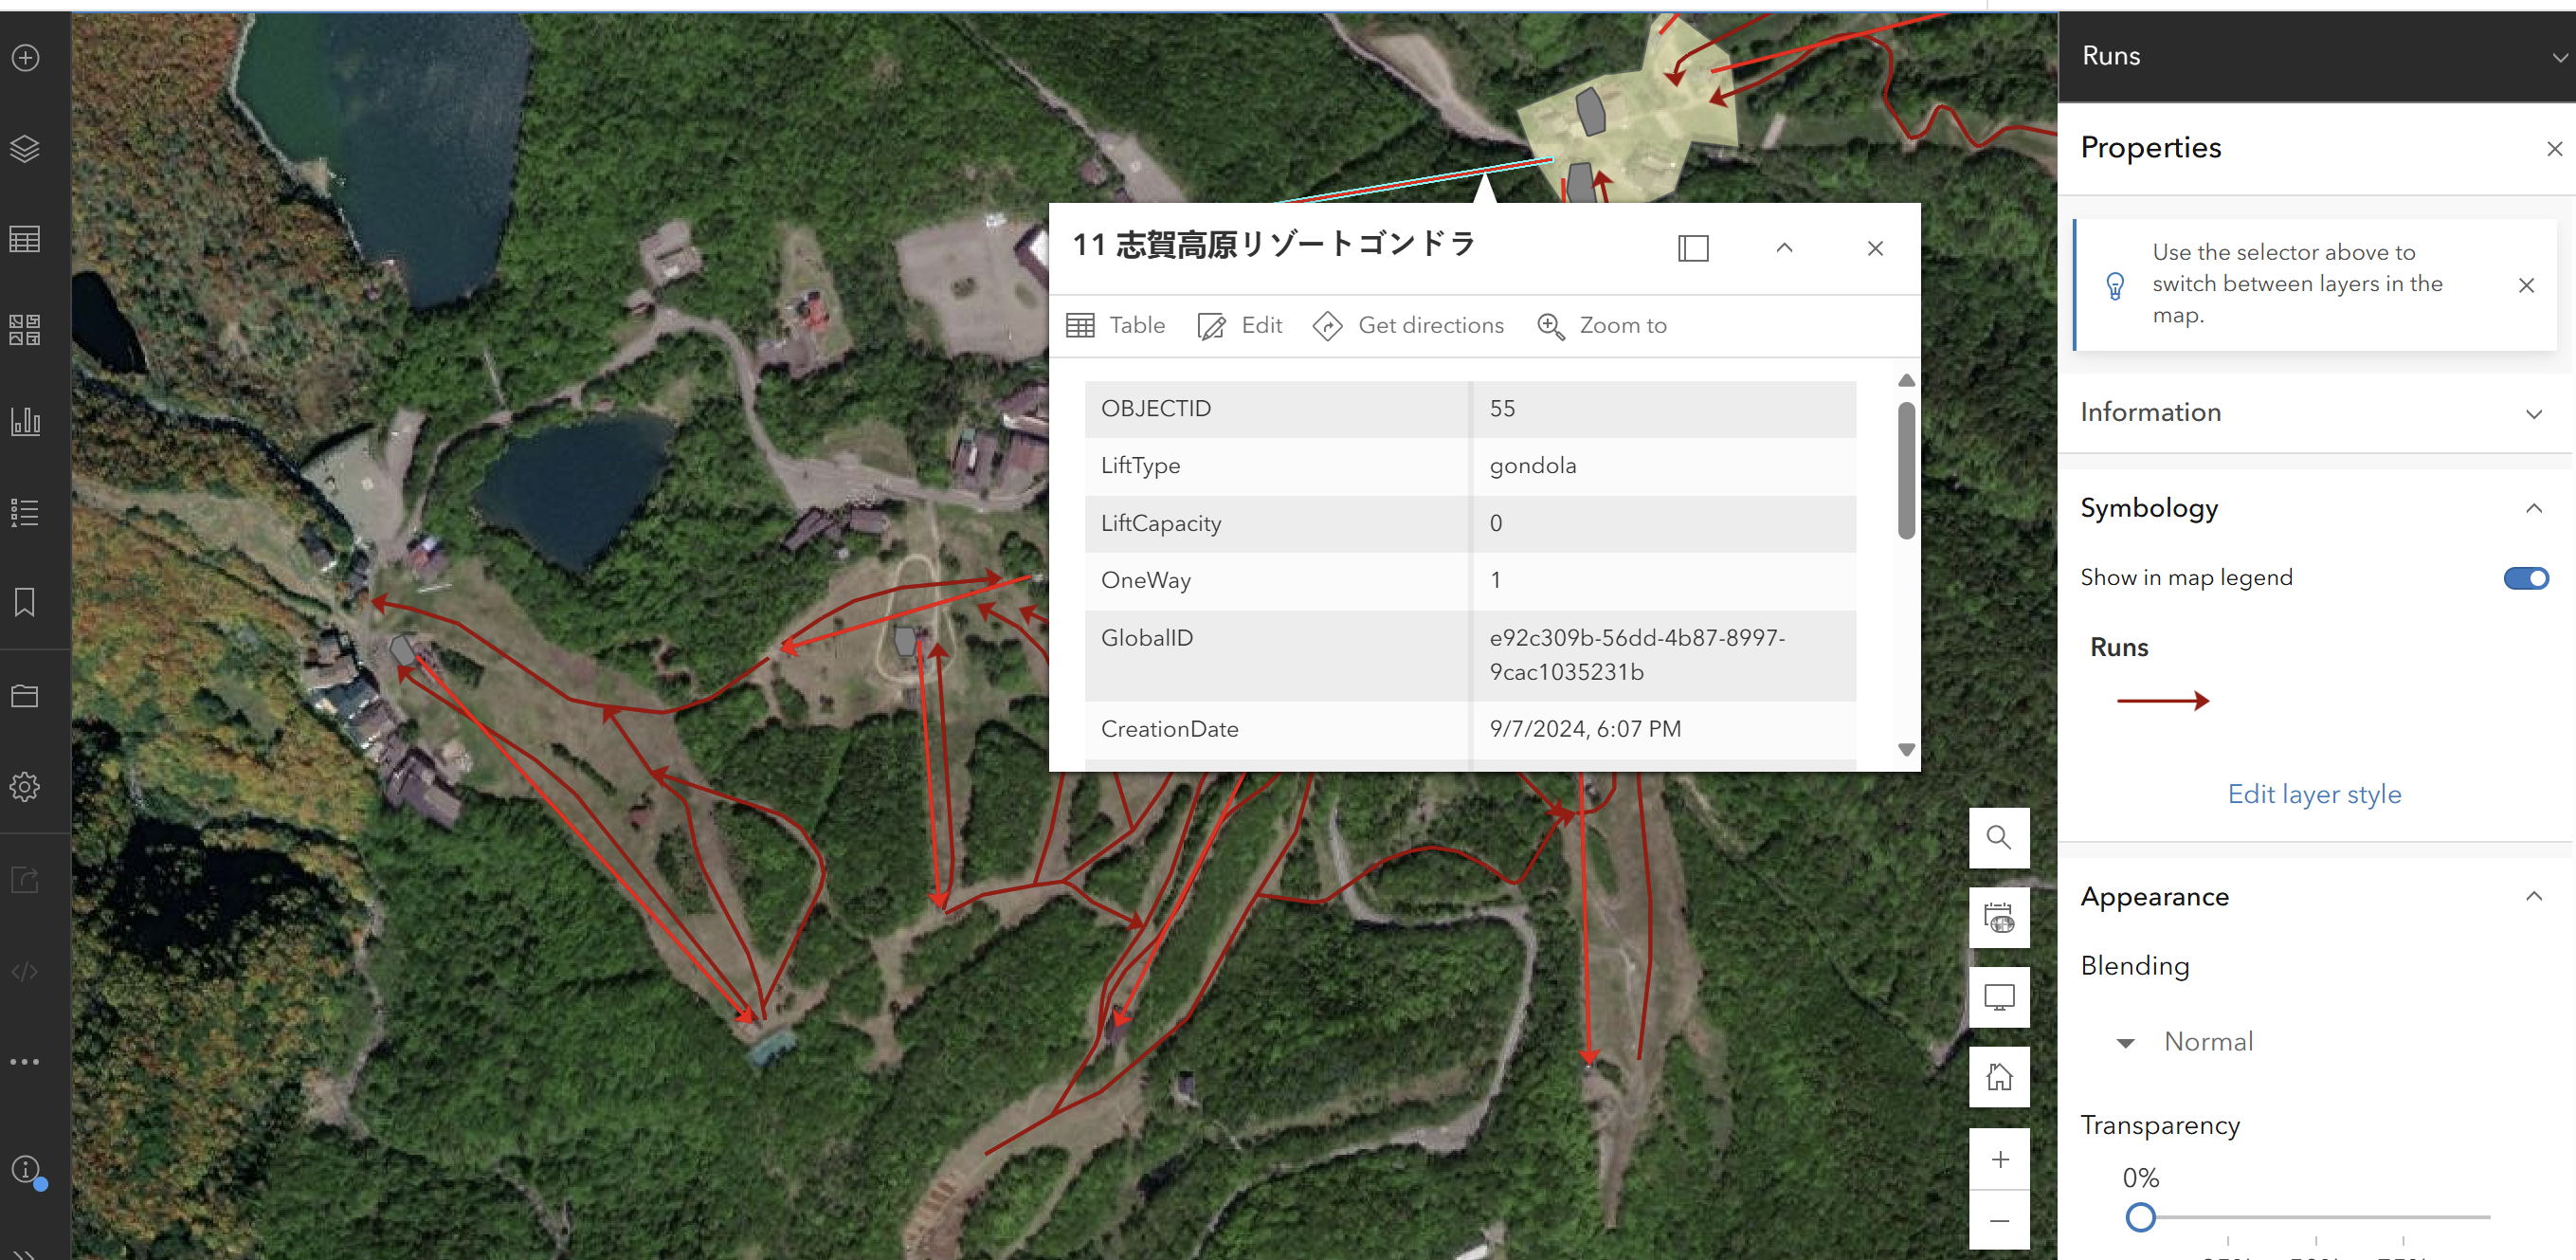 Runs
Properties
Use the selector above to
switch between layers in the
map.
Information
Symbology
Show in map legend
Runs
Edit layer style
Appearance
Blending
Normal
Transparency
0%
11 志賀高原リゾートゴンドラ
Table
Edit
Get directions
Zoom to
OBJECTID 55
LiftType gondola
LiftCapacity 0
OneWay 1
GlobalID e92c309b-56dd-4b87-8997-
9cac1035231b
CreationDate 9/7/2024, 6:07 PM